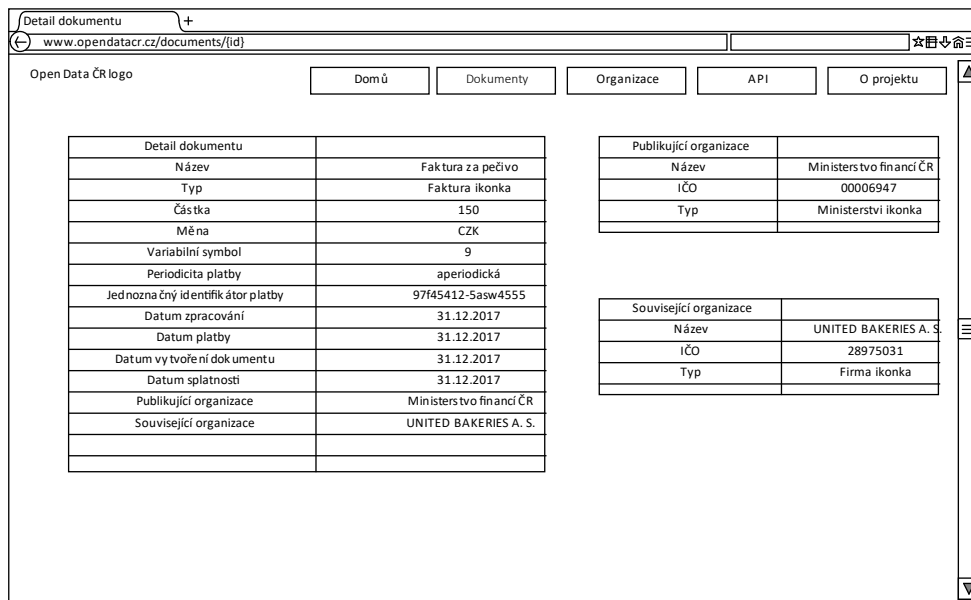 Detail dokumentu +
www.opendatacr.cz/documents/{id}
Open Data ČR logo
Domů Dokumenty Organizace API O projektu
Detail dokumentu
Název Faktura za pečivo
Typ Faktura ikonka
Částka 150
Měna CZK
Variabilní symbol 9
Periodicita platby aperiodická
Jednoznačný identifikátor platby 97f45412-5asw4555
Datum zpracování 31.12.2017
Datum platby 31.12.2017
Datum vytvoření dokumentu 31.12.2017
Datum splatnosti 31.12.2017
Publikující organizace Ministerstvo financí ČR
Související organizace UNITED BAKERIES A. S.
Publikující organizace
Název Ministerstvo financí ČR
IČO 00006947
Typ Ministerstvi ikonka
Související organizace
Název UNITED BAKERIES A. S.
IČO 28975031
Typ Firma ikonka